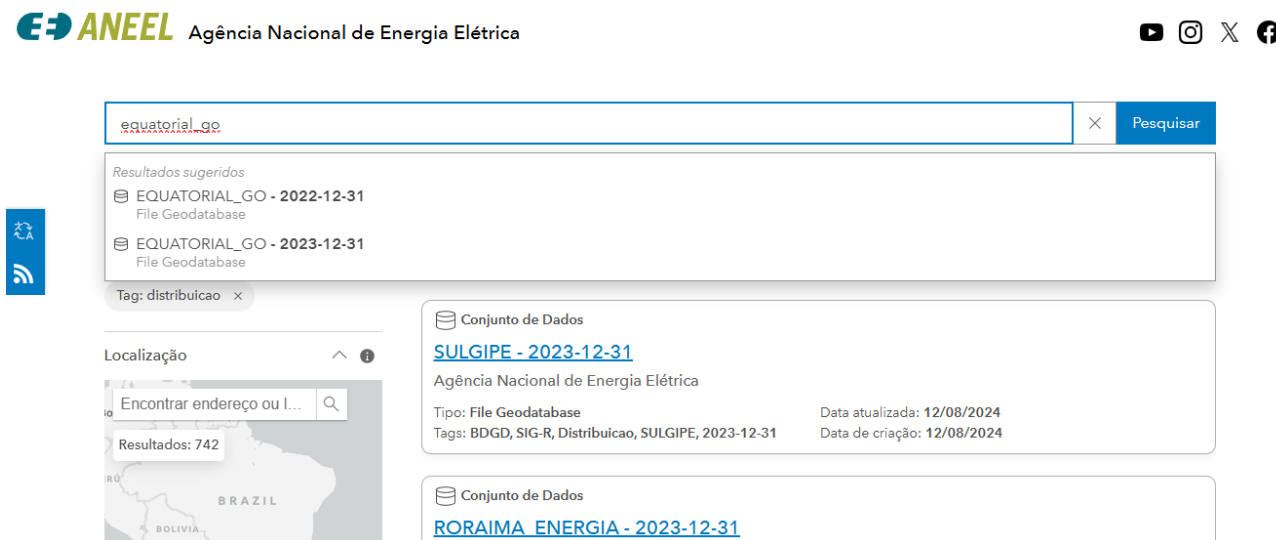 ANEEL Agência Nacional de Energia Elétrica
equatorial_go
Pesquisar
Resultados sugeridos
EQUATORIAL_GO - 2022-12-31
File Geodatabase
EQUATORIAL_GO - 2023-12-31
File Geodatabase
Tag: distribuicao ×
Localização
Encontrar endereço ou l...
Resultados: 742
BRAZIL
BOLIVIA
Conjunto de Dados
SULGIPE - 2023-12-31
Agência Nacional de Energia Elétrica
Tipo: File Geodatabase
Data atualizada: 12/08/2024
Tags: BDGD, SIG-R, Distribuicao, SULGIPE, 2023-12-31
Data de criação: 12/08/2024
Conjunto de Dados
RORAIMA_ENERGIA - 2023-12-31